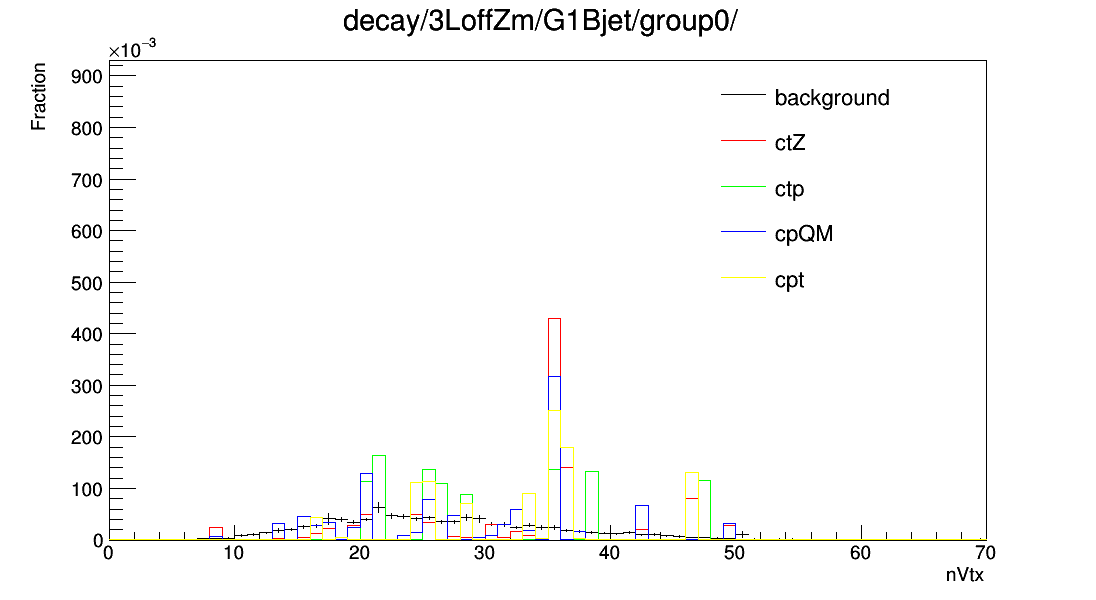 decay/3LoffZm/G1Bjet/group0/
×10⁻³
Fraction
900
800
700
600
500
400
300
200
100
0
background
ctZ
ctp
cpQM
cpt
0 10 20 30 40 50 60 70
nVtx